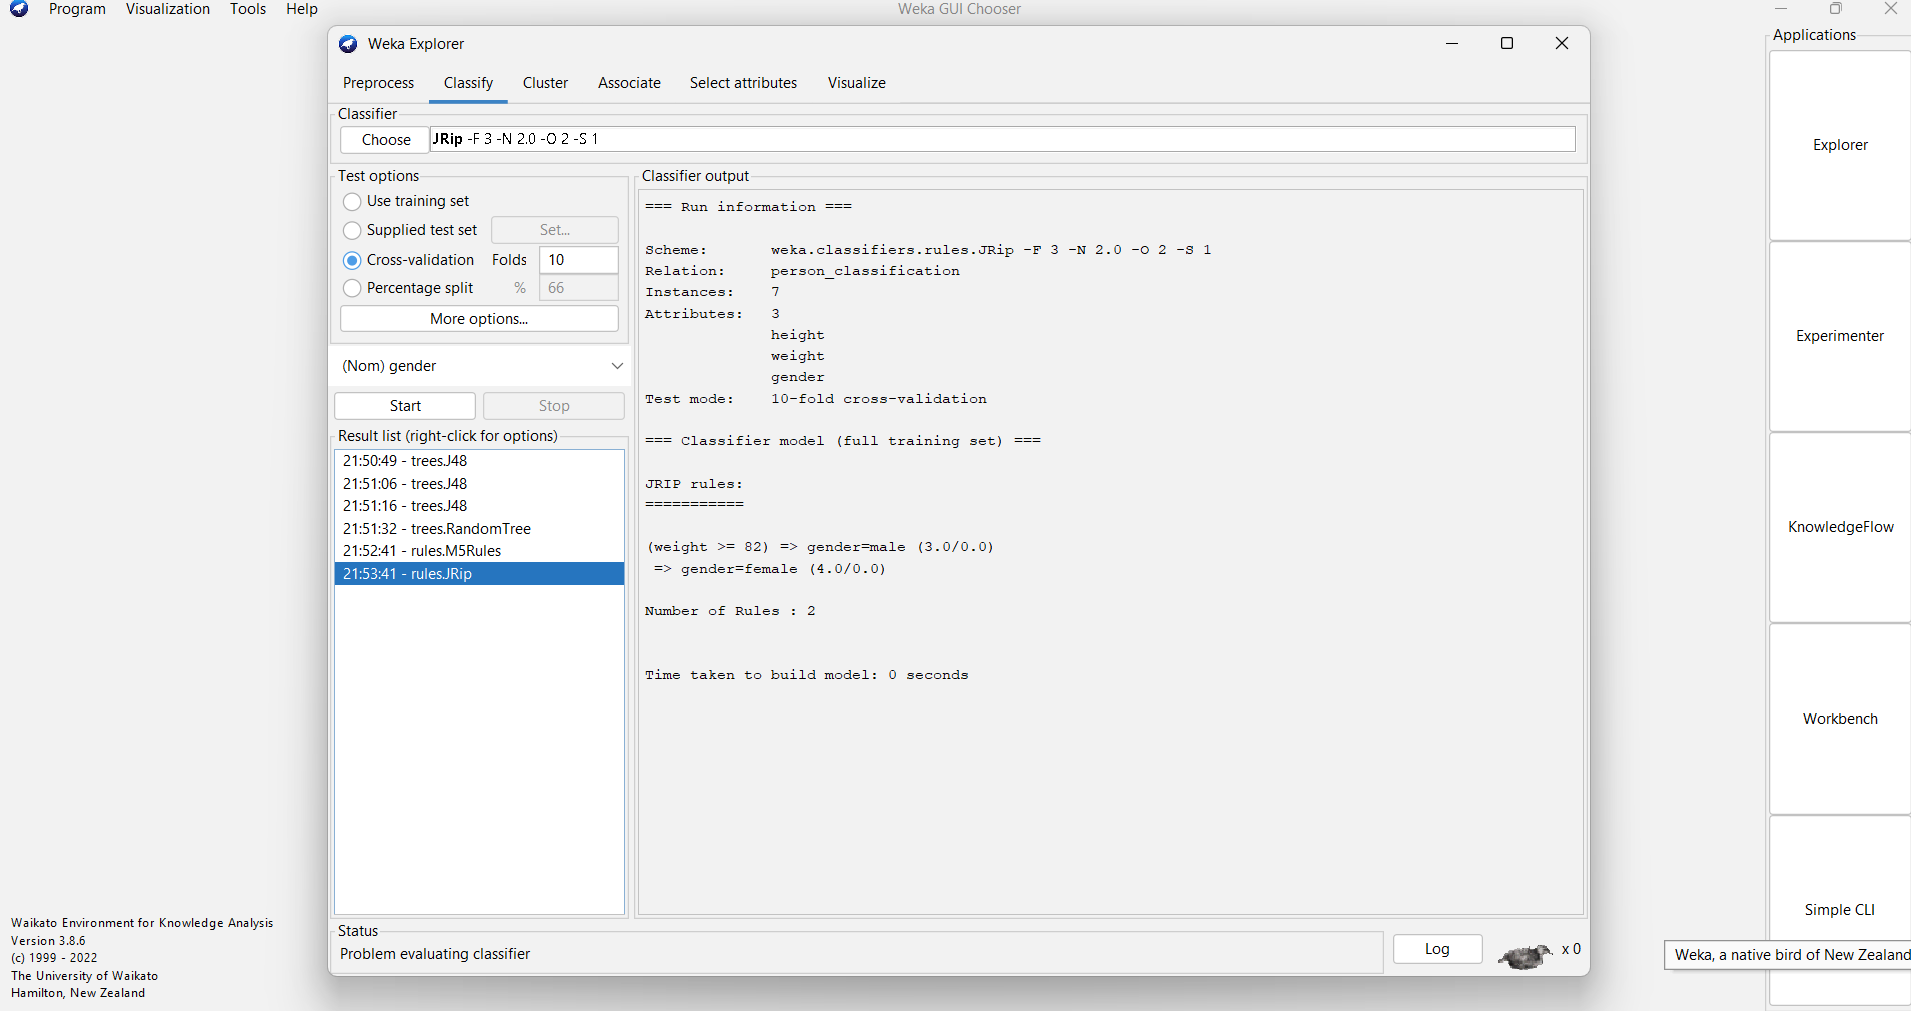 Program Visualization Tools Help
Weka GUI Chooser
Applications
Weka Explorer
Preprocess Classify Cluster Associate Select attributes Visualize
Classifier
Choose JRip -F 3 -N 2.0 -O 2 -S 1
Test options
Use training set
Supplied test set Set...
Cross-validation Folds 10
Percentage split % 66
More options...
(Nom) gender
Start Stop
Result list (right-click for options)
21:50:49 - trees.J48
21:51:06 - trees.J48
21:51:16 - trees.J48
21:51:32 - trees.RandomTree
21:52:41 - rules.M5Rules
21:53:41 - rules.JRip
Classifier output
=== Run information ===
Scheme: weka.classifiers.rules.JRip -F 3 -N 2.0 -O 2 -S 1
Relation: person_classification
Instances: 7
Attributes: 3
height
weight
gender
Test mode: 10-fold cross-validation
=== Classifier model (full training set) ===
JRIP rules:
===========
(weight >= 82) => gender=male (3.0/0.0)
=> gender=female (4.0/0.0)
Number of Rules : 2
Time taken to build model: 0 seconds
Status
Problem evaluating classifier
Log
x 0
Explorer
Experimenter
KnowledgeFlow
Workbench
Simple CLI
Weka, a native bird of New Zealand
Waikato Environment for Knowledge Analysis
Version 3.8.6
(c) 1999 - 2022
The University of Waikato
Hamilton, New Zealand